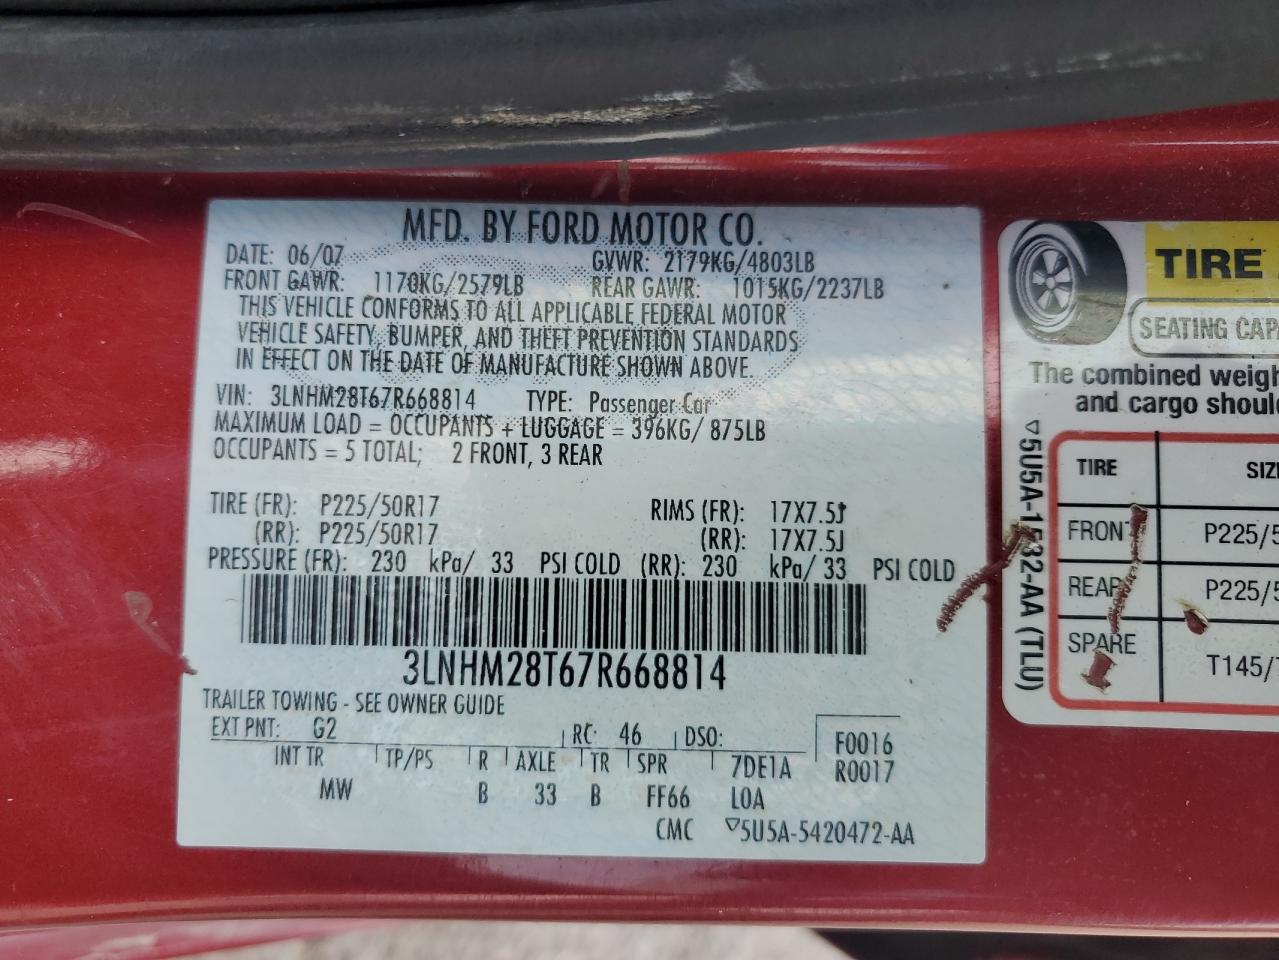 MFD. BY FORD MOTOR CO.
DATE: 06/07 GVWR: 2179KG/4803LB
FRONT GAWR: 1170KG/2579LB REAR GAWR: 1015KG/2237LB
THIS VEHICLE CONFORMS TO ALL APPLICABLE FEDERAL MOTOR
VEHICLE SAFETY, BUMPER, AND THEFT PREVENTION STANDARDS
IN EFFECT ON THE DATE OF MANUFACTURE SHOWN ABOVE.
VIN: 3LNHM28T67R668814 TYPE: Passenger Car
MAXIMUM LOAD = OCCUPANTS + LUGGAGE = 396KG/ 875LB
OCCUPANTS = 5 TOTAL; 2 FRONT, 3 REAR
TIRE (FR): P225/50R17 RIMS (FR): 17X7.5J
(RR): P225/50R17 (RR): 17X7.5J
PRESSURE (FR): 230 kPa/ 33 PSI COLD (RR): 230 kPa/ 33 PSI COLD
3LNHM28T67R668814
TRAILER TOWING - SEE OWNER GUIDE
EXT PNT: G2 RC: 46 DSO: F0016
INT TR TP/PS R AXLE TR SPR 7DE1A R0017
MW B 33 B FF66 LOA
CMC ▽5U5A-5420472-AA
TIRE
SEATING CAP
The combined weigh
and cargo shoul
▽5U5A-1532-AA (TLU)
TIRE SIZ
FRONT P225/5
REAR P225/5
SPARE T145/